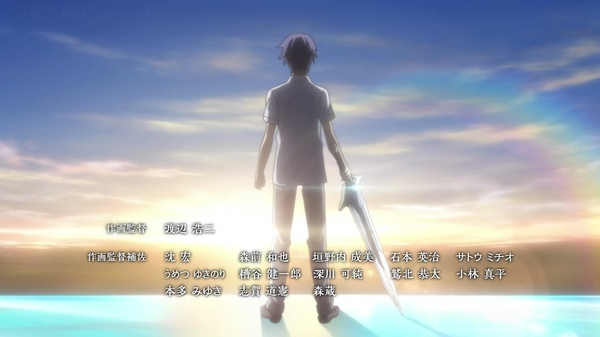 作画監督 渡辺 浩二
作画監督補佐 沈 宏 森前 和也 垣野内 成美 石本 英治 サトウ ミチオ
うめつ ゆきのり 槽谷 健一郎 深川 可純 鷲北 恭太 小林 真平
本多 みゆき 志賀 道憲 森蔵